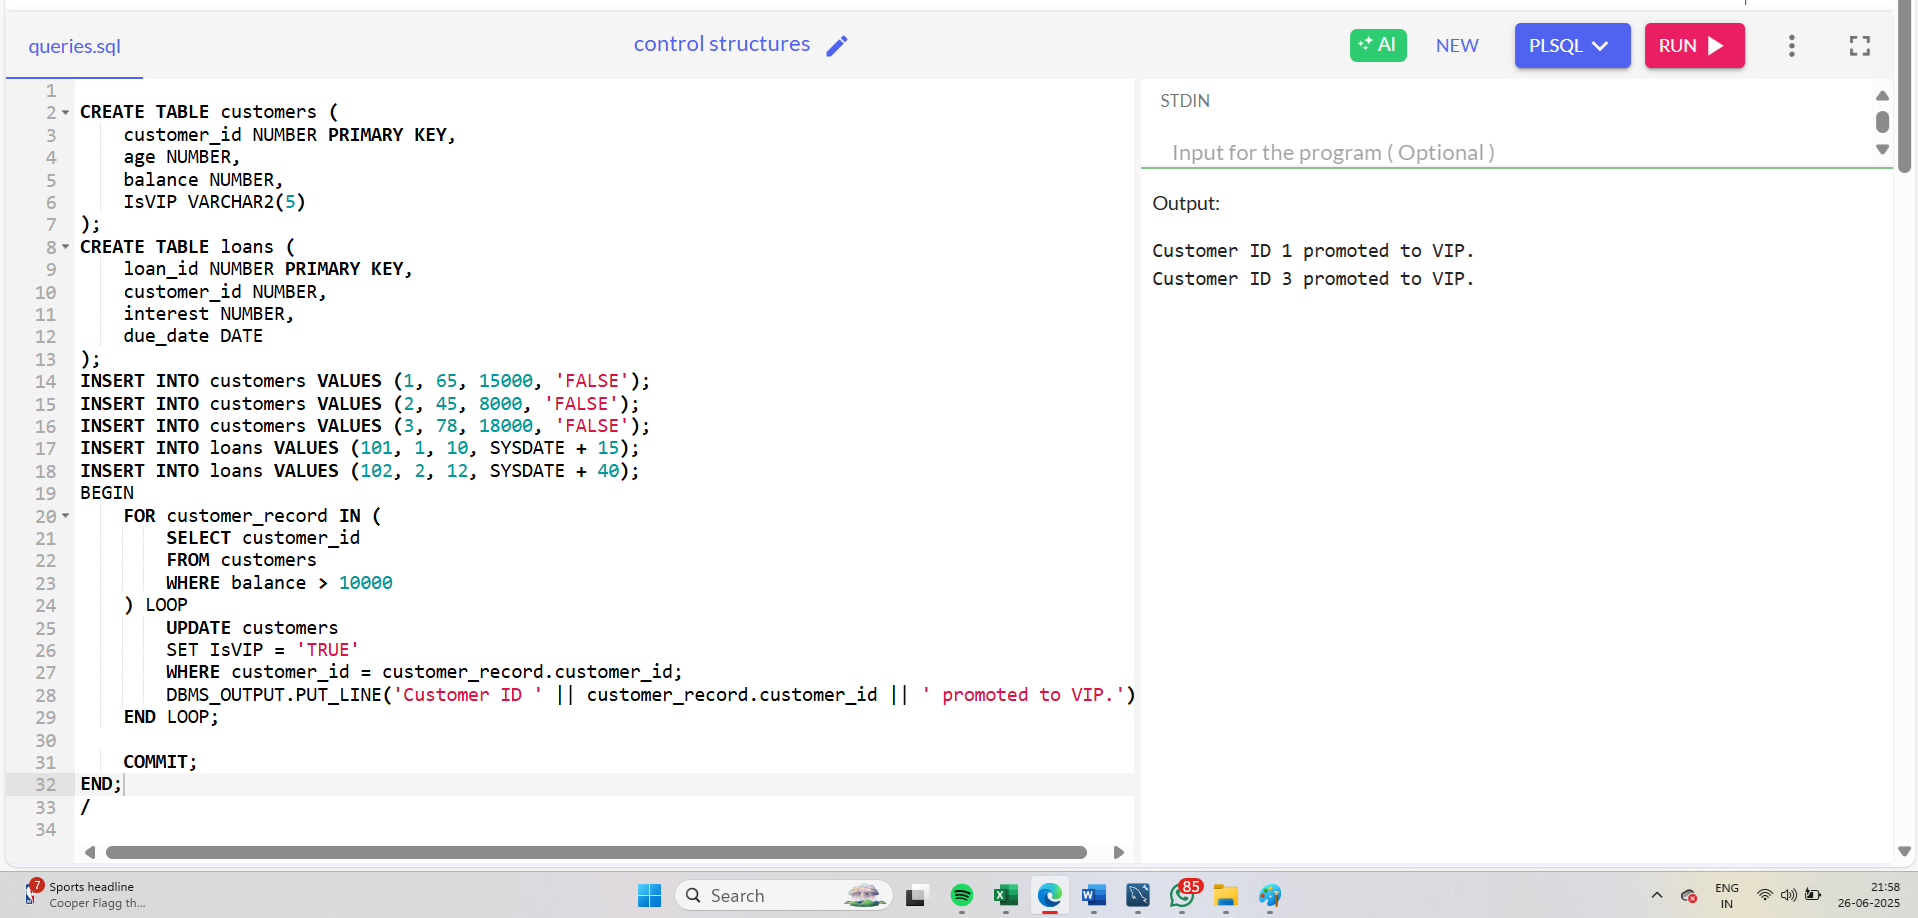 queries.sql
control structures
AI
NEW
PLSQL
RUN
1
2 CREATE TABLE customers (
3     customer_id NUMBER PRIMARY KEY,
4     age NUMBER,
5     balance NUMBER,
6     IsVIP VARCHAR2(5)
7 );
8 CREATE TABLE loans (
9     loan_id NUMBER PRIMARY KEY,
10     customer_id NUMBER,
11     interest NUMBER,
12     due_date DATE
13 );
14 INSERT INTO customers VALUES (1, 65, 15000, 'FALSE');
15 INSERT INTO customers VALUES (2, 45, 8000, 'FALSE');
16 INSERT INTO customers VALUES (3, 78, 18000, 'FALSE');
17 INSERT INTO loans VALUES (101, 1, 10, SYSDATE + 15);
18 INSERT INTO loans VALUES (102, 2, 12, SYSDATE + 40);
19 BEGIN
20     FOR customer_record IN (
21         SELECT customer_id
22         FROM customers
23         WHERE balance > 10000
24     ) LOOP
25         UPDATE customers
26         SET IsVIP = 'TRUE'
27         WHERE customer_id = customer_record.customer_id;
28         DBMS_OUTPUT.PUT_LINE('Customer ID ' || customer_record.customer_id || ' promoted to VIP.')
29     END LOOP;
30
31     COMMIT;
32 END;
33 /
34
STDIN
Input for the program ( Optional )
Output:
Customer ID 1 promoted to VIP.
Customer ID 3 promoted to VIP.
7
Sports headline
Cooper Flagg th...
Search
85
ENG
IN
21:58
26-06-2025